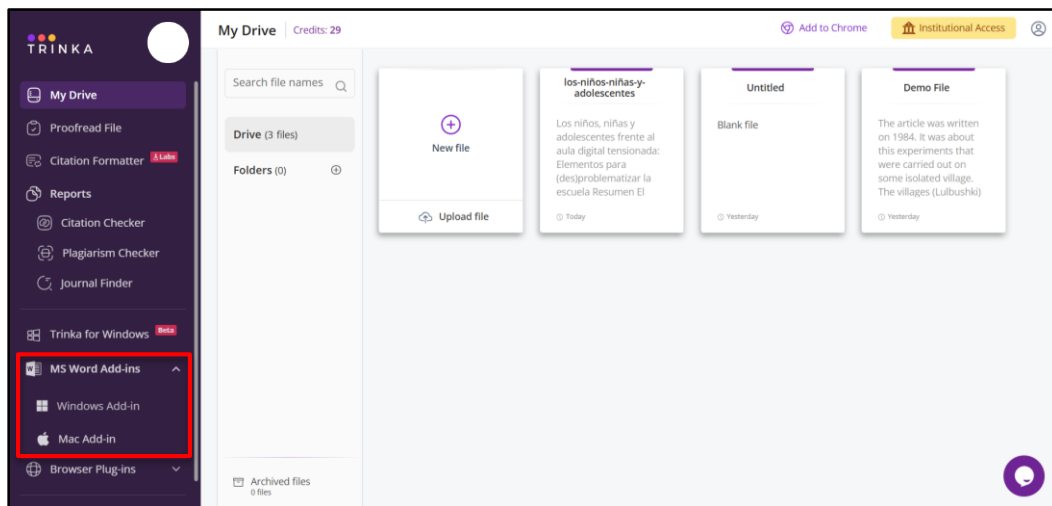 TRINKA
My Drive
Proofread File
Citation Formatter Labs
Reports
Citation Checker
Plagiarism Checker
Journal Finder
Trinka for Windows Beta
MS Word Add-ins
Windows Add-in
Mac Add-in
Browser Plug-ins
My Drive Credits: 29
Add to Chrome
Institutional Access
Search file names
Drive (3 files)
Folders (0)
Archived files
0 files
New file
Upload file
los-niños-niñas-y-
adolescentes
Los niños, niñas y
adolescentes frente al
aula digital tensionada:
Elementos para
(des)problematizar la
escuela Resumen El
Today
Untitled
Blank file
Yesterday
Demo File
The article was written
on 1984. It was about
this experiments that
were carried out on
some isolated village.
The villages (Lulbushki)
Yesterday